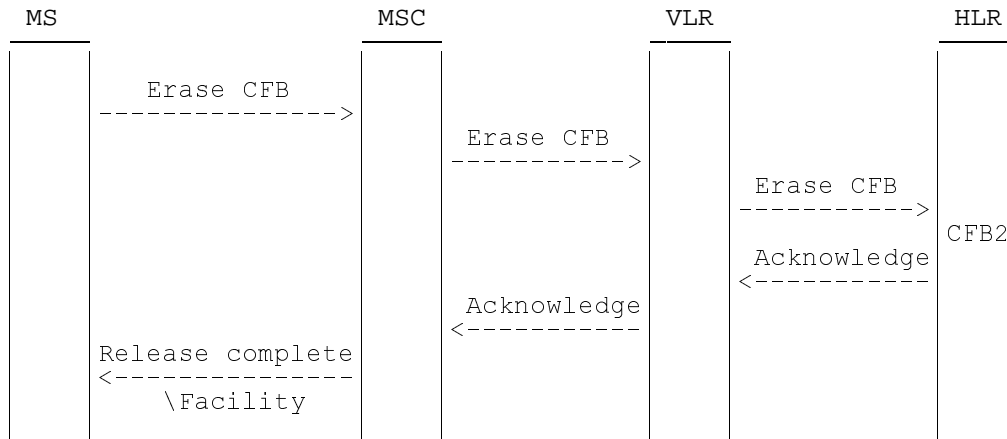 MS MSC VLR HLR
Erase CFB
--------------->
Erase CFB
----------->
Erase CFB
----------->
CFB2
Acknowledge
<-----------
Acknowledge
<-----------
Release complete
<---------------
\Facility